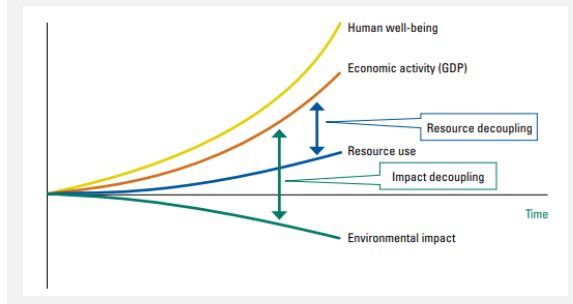 Human well-being
Economic activity (GDP)
Resource decoupling
Resource use
Impact decoupling
Time
Environmental impact